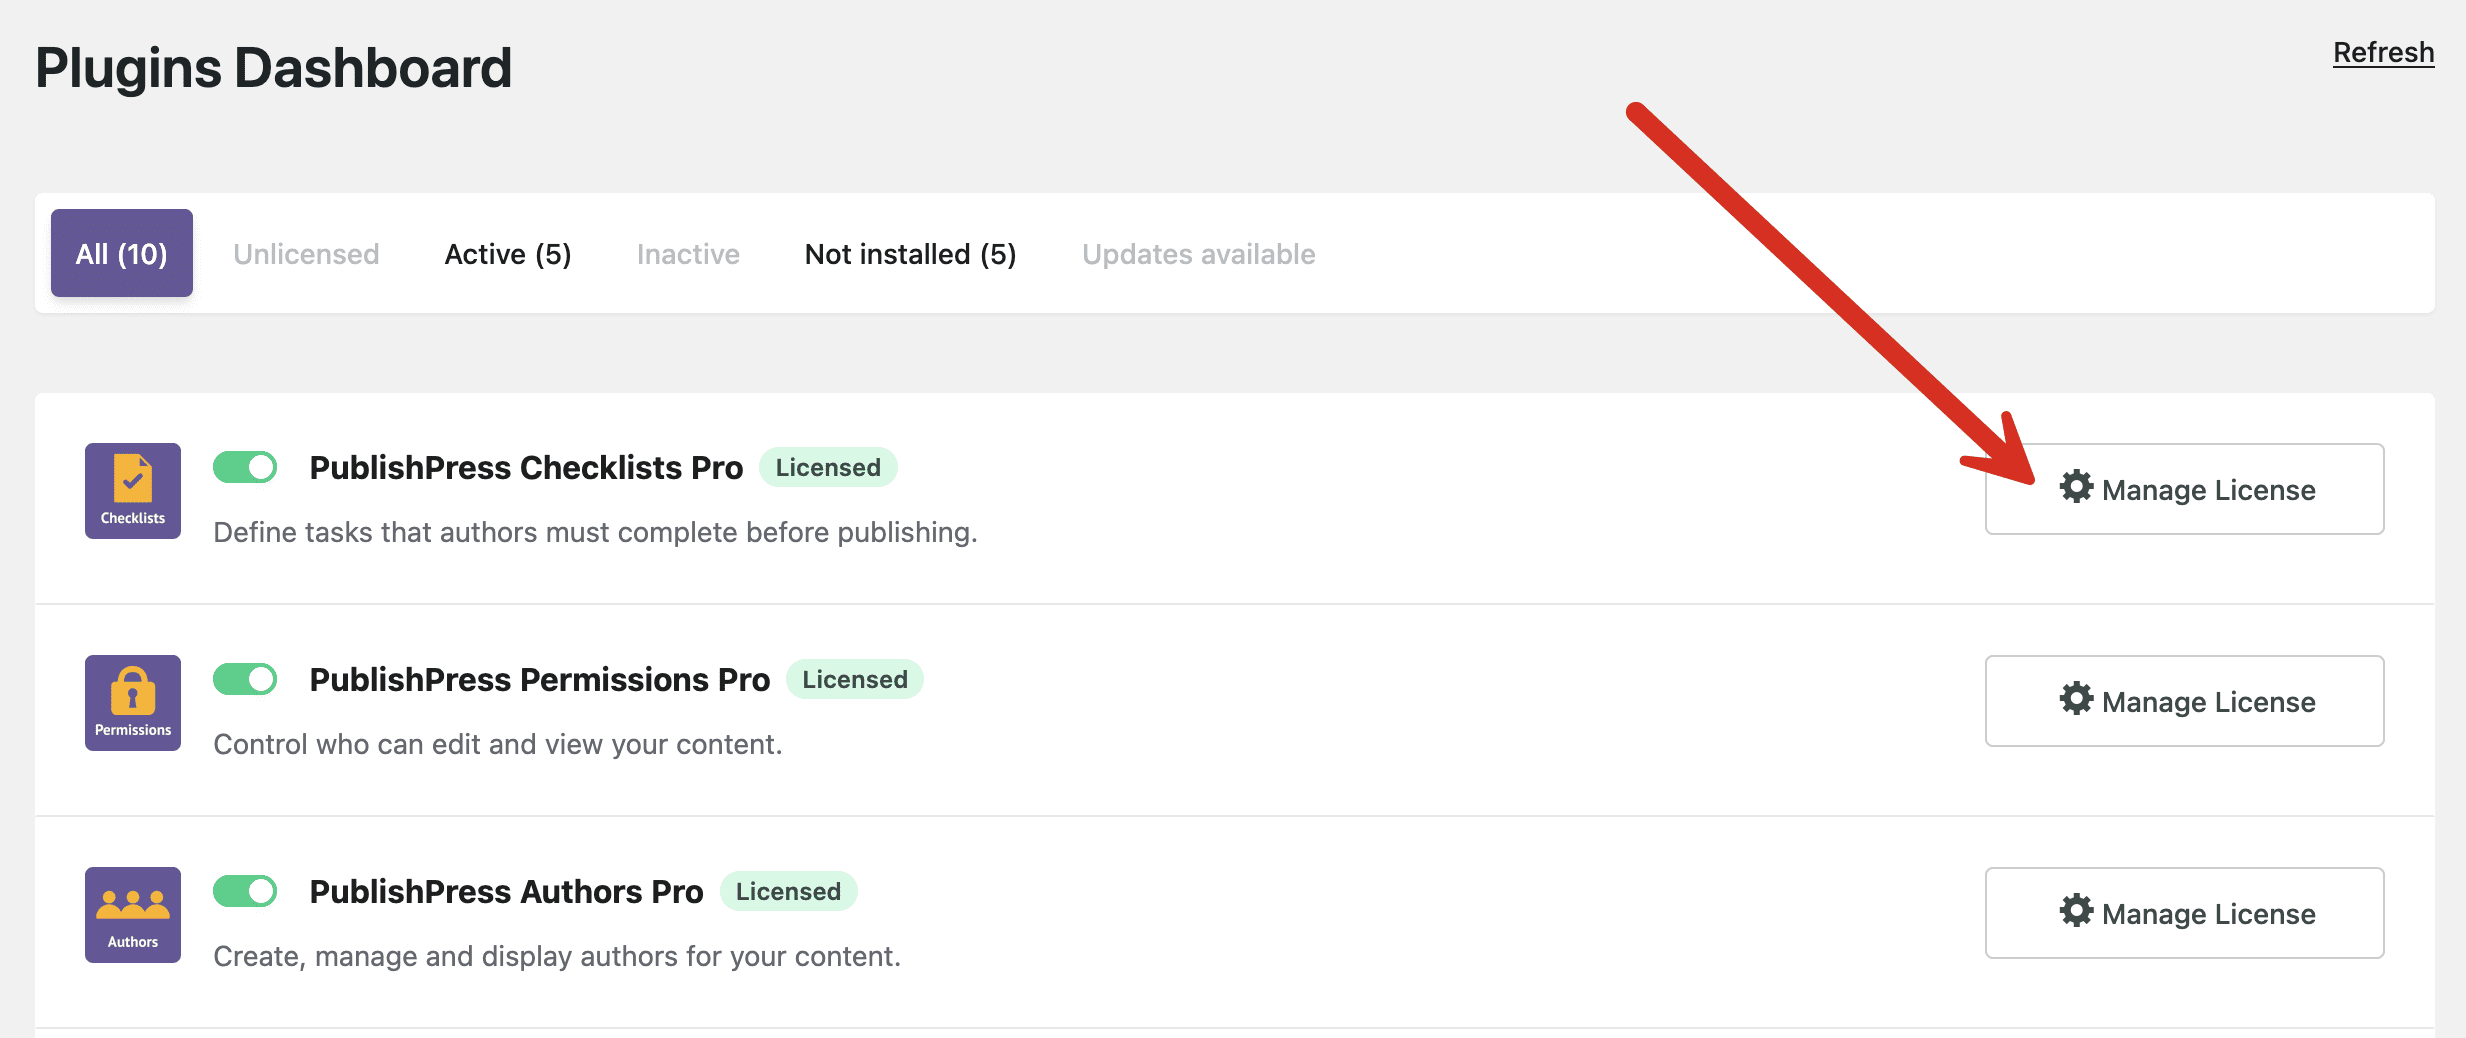 Plugins Dashboard
Refresh
All (10) Unlicensed Active (5) Inactive Not installed (5) Updates available
Checklists
PublishPress Checklists Pro Licensed
Define tasks that authors must complete before publishing.
Manage License
Permissions
PublishPress Permissions Pro Licensed
Control who can edit and view your content.
Manage License
Authors
PublishPress Authors Pro Licensed
Create, manage and display authors for your content.
Manage License